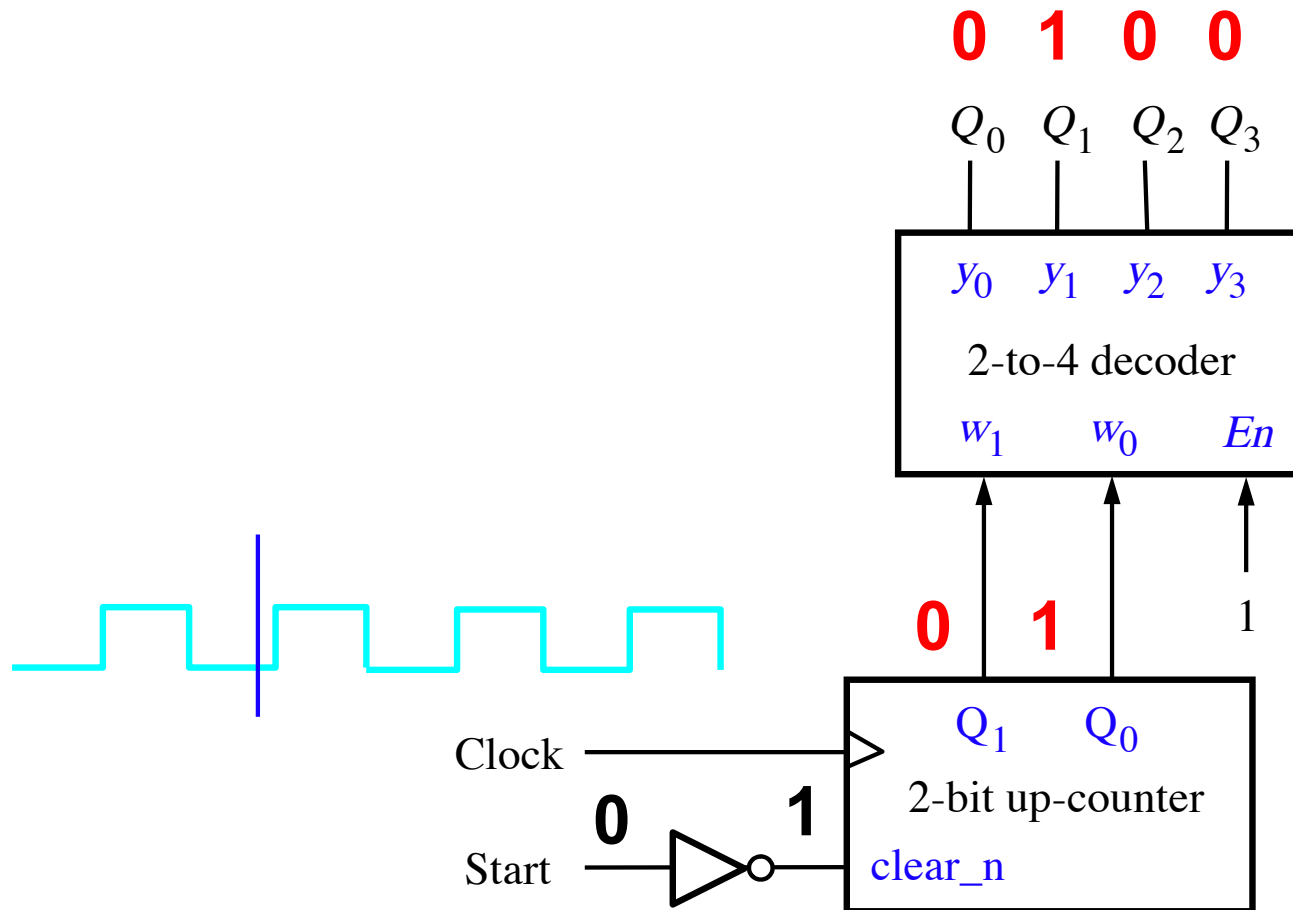 0 1 0 0
Q0 Q1 Q2 Q3
y0 y1 y2 y3
2-to-4 decoder
w1 w0 En
0 1 1
Q1 Q0
Clock
2-bit up-counter
0 1
Start
clear_n